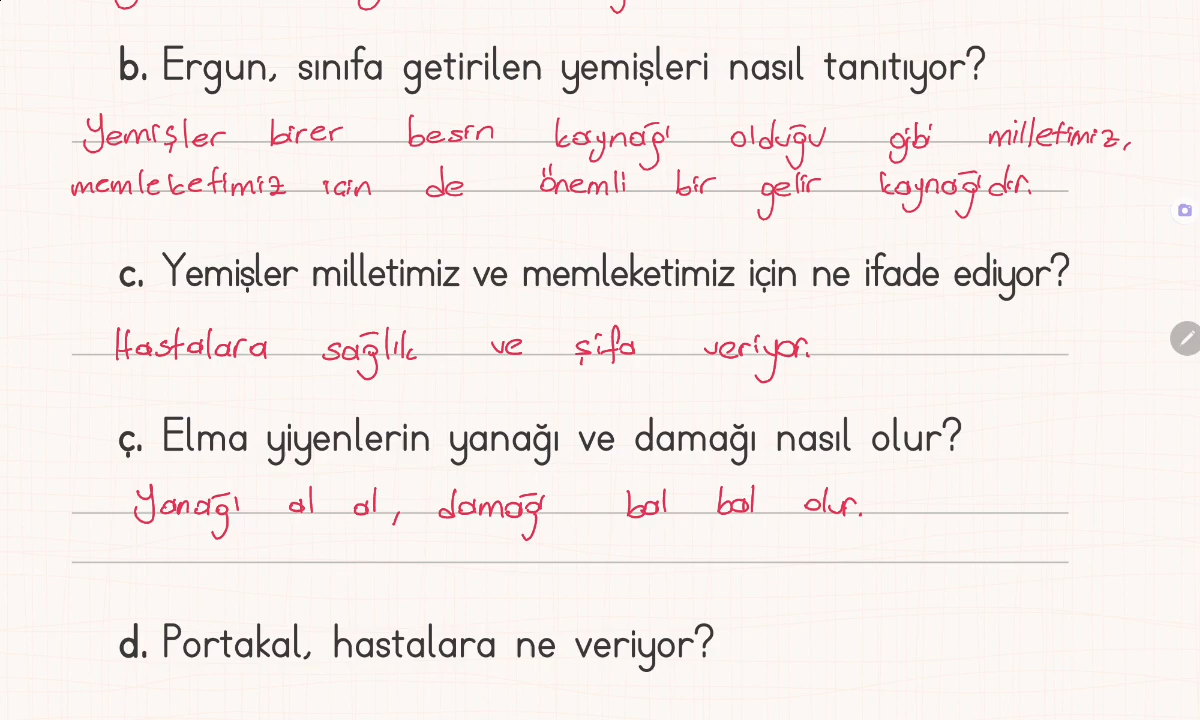 b. Ergun, sınıfa getirilen yemişleri nasıl tanıtıyor?
Yemişler birer besin kaynağı olduğu gibi milletimiz,
memleketimiz için de önemli bir gelir kaynağıdır.
c. Yemişler milletimiz ve memleketimiz için ne ifade ediyor?
Hastalara sağlık ve şifa veriyor.
ç. Elma yiyenlerin yanağı ve damağı nasıl olur?
Yanağı al al, damağı bal bal olur.
d. Portakal, hastalara ne veriyor?